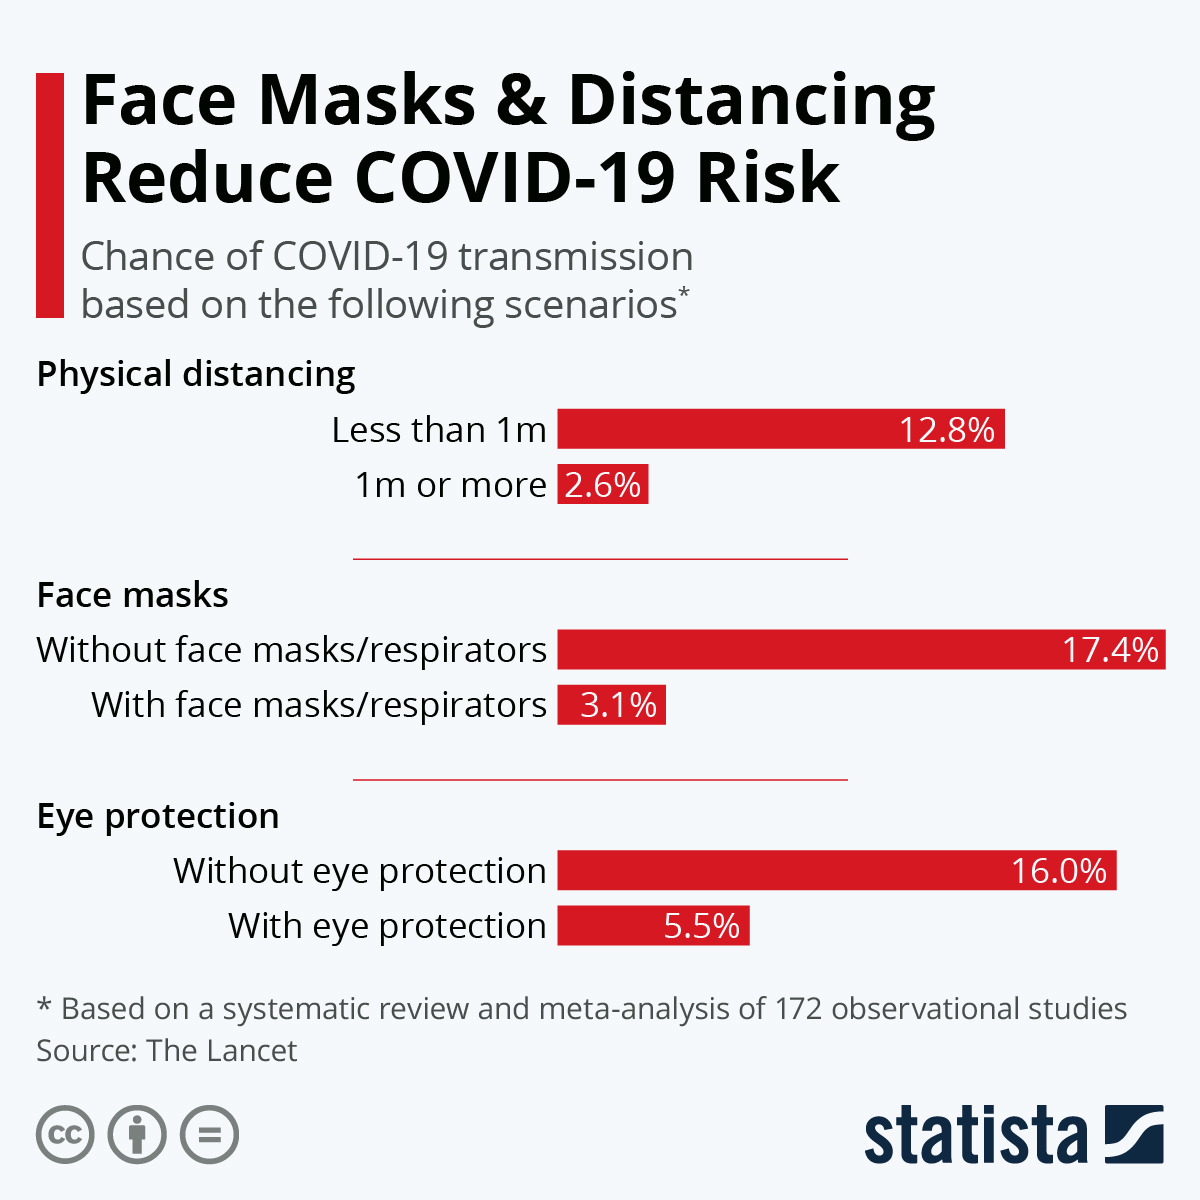 Face Masks & Distancing
Reduce COVID-19 Risk
Chance of COVID-19 transmission
based on the following scenarios*
Physical distancing
Less than 1m 12.8%
1m or more 2.6%
Face masks
Without face masks/respirators 17.4%
With face masks/respirators 3.1%
Eye protection
Without eye protection 16.0%
With eye protection 5.5%
* Based on a systematic review and meta-analysis of 172 observational studies
Source: The Lancet
cc = statista